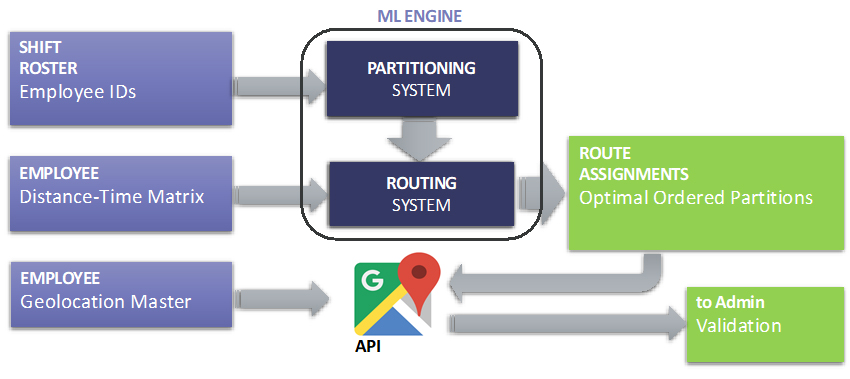 ML ENGINE
SHIFT
ROSTER
Employee IDs
PARTITIONING
SYSTEM
EMPLOYEE
Distance-Time Matrix
ROUTING
SYSTEM
ROUTE
ASSIGNMENTS
Optimal Ordered Partitions
EMPLOYEE
Geolocation Master
G
API
to Admin
Validation